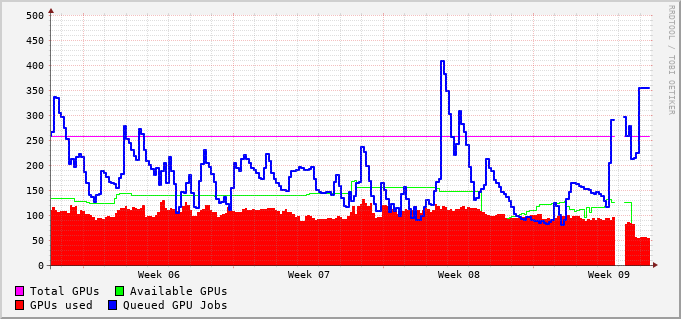 500
450
400
350
300
250
200
150
100
50
0
Week 06 Week 07 Week 08 Week 09
Total GPUs Available GPUs
GPUs used Queued GPU Jobs
RRDTOOL / TOBI OETIKER